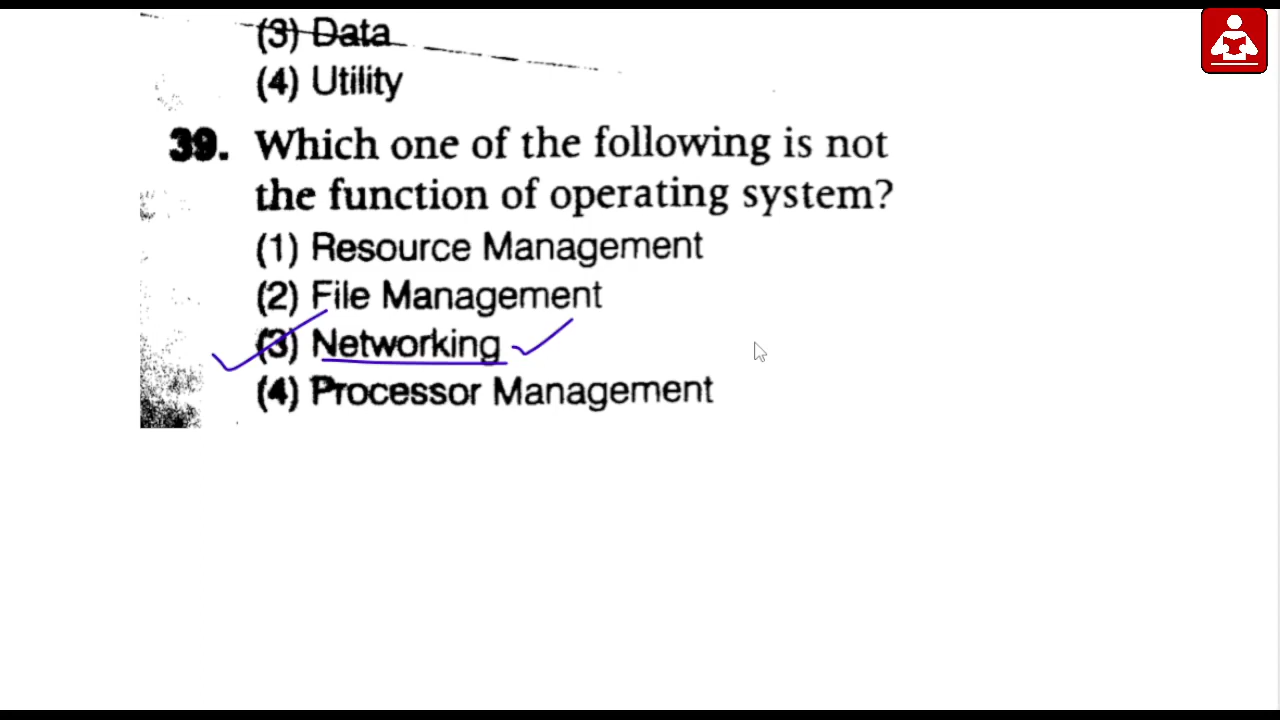 (3) Data
(4) Utility
39. Which one of the following is not
the function of operating system?
(1) Resource Management
(2) File Management
(3) Networking
(4) Processor Management